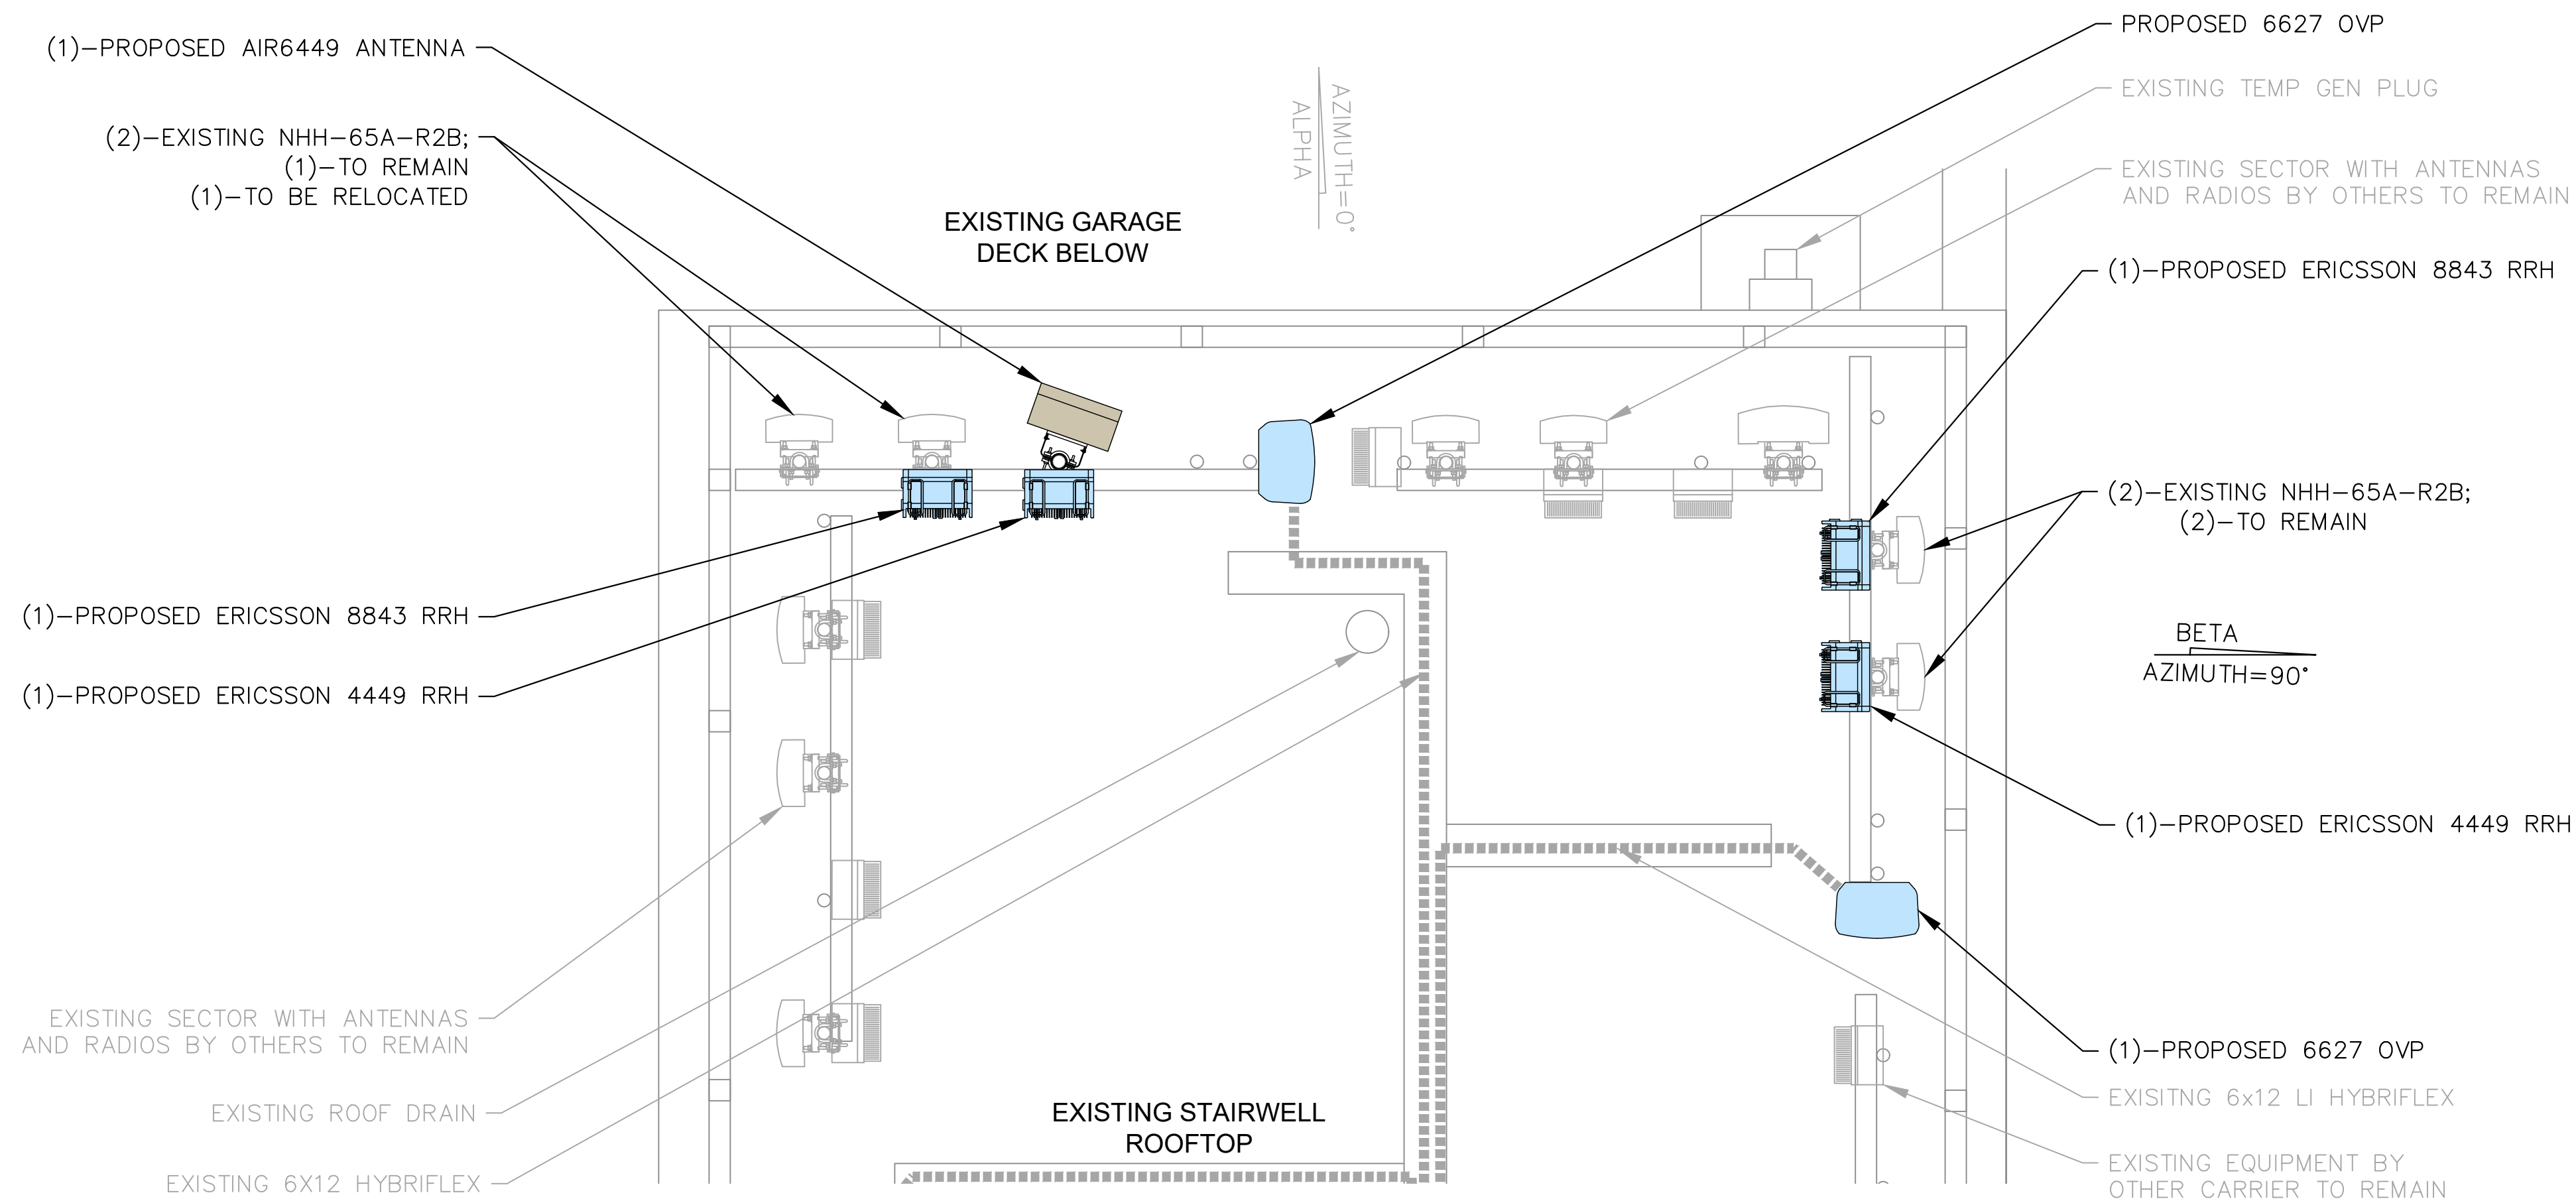 (1)-PROPOSED AIR6449 ANTENNA
(2)-EXISTING NHH-65A-R2B;
(1)-TO REMAIN
(1)-TO BE RELOCATED
EXISTING GARAGE
DECK BELOW
AZIMUTH=0°
ALPHA
PROPOSED 6627 OVP
EXISTING TEMP GEN PLUG
EXISTING SECTOR WITH ANTENNAS
AND RADIOS BY OTHERS TO REMAIN
(1)-PROPOSED ERICSSON 8843 RRH
(2)-EXISTING NHH-65A-R2B;
(2)-TO REMAIN
BETA
AZIMUTH=90°
(1)-PROPOSED ERICSSON 4449 RRH
(1)-PROPOSED 6627 OVP
EXISITNG 6x12 LI HYBRIFLEX
EXISTING EQUIPMENT BY
OTHER CARRIER TO REMAIN
(1)-PROPOSED ERICSSON 8843 RRH
(1)-PROPOSED ERICSSON 4449 RRH
EXISTING SECTOR WITH ANTENNAS
AND RADIOS BY OTHERS TO REMAIN
EXISTING ROOF DRAIN
EXISTING 6X12 HYBRIFLEX
EXISTING STAIRWELL
ROOFTOP